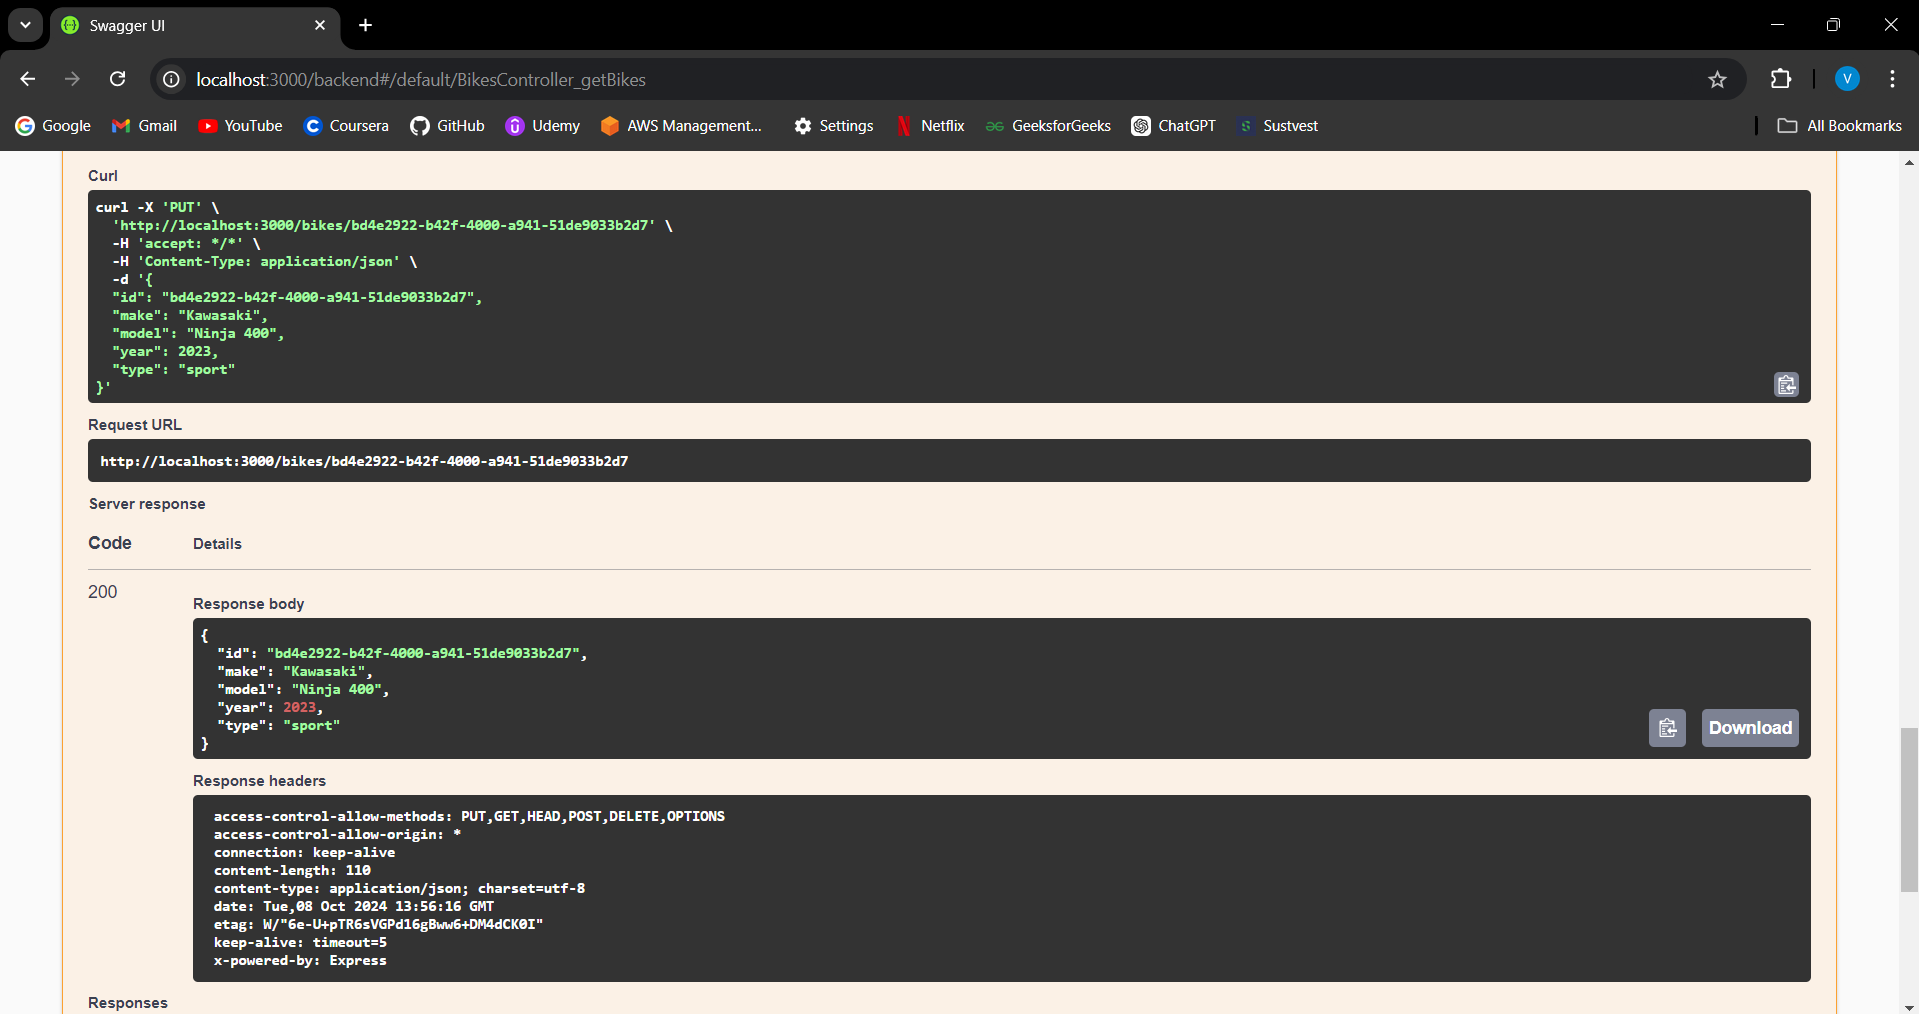 Swagger UI
localhost:3000/backend#/default/BikesController_getBikes
V
Google Gmail YouTube Coursera GitHub Udemy AWS Management... Settings Netflix GeeksforGeeks ChatGPT Sustvest All Bookmarks
Curl
curl -X 'PUT' \
'http://localhost:3000/bikes/bd4e2922-b42f-4000-a941-51de9033b2d7' \
-H 'accept: */*' \
-H 'Content-Type: application/json' \
-d '{
"id": "bd4e2922-b42f-4000-a941-51de9033b2d7",
"make": "Kawasaki",
"model": "Ninja 400",
"year": 2023,
"type": "sport"
}'
Request URL
http://localhost:3000/bikes/bd4e2922-b42f-4000-a941-51de9033b2d7
Server response
Code Details
200
Response body
{
"id": "bd4e2922-b42f-4000-a941-51de9033b2d7",
"make": "Kawasaki",
"model": "Ninja 400",
"year": 2023,
"type": "sport"
}
Download
Response headers
access-control-allow-methods: PUT,GET,HEAD,POST,DELETE,OPTIONS
access-control-allow-origin: *
connection: keep-alive
content-length: 110
content-type: application/json; charset=utf-8
date: Tue,08 Oct 2024 13:56:16 GMT
etag: W/"6e-U+pTR6sVGPd16gBww6+DM4dCK0I"
keep-alive: timeout=5
x-powered-by: Express
Responses